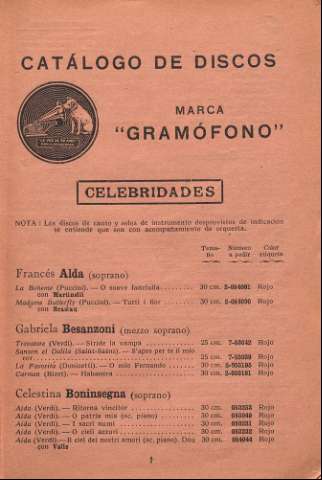 CATÁLOGO DE DISCOS
MARCA
"GRAMÓFONO"
CELEBRIDADES
NOTA: Los discos de canto y solos de instrumento desprovistos de indicación
se entiende que son con acompañamiento de orquesta.
Tama- Número Color
ño a pedir etiqueta
Francés Alda (soprano)
La Boheme (Puccini). — O soave fanciulla 30 cm. Rojo
con Martinelli
Madama Butterfly (Puccini). — Tutti i fior 30 cm. Rojo
con Braslau
Gabriela Besanzoni (mezzo soprano)
Trovatore (Verdi). — Stride la vampa 25 cm. Rojo
Sanson et Dalila (Saint-Saëns). — S'apre per te il mio
cor 25 cm. Rojo
La Favorita (Donizetti). — O mio Fernando 30 cm. Rojo
Carmen (Bizet). — Habanera 30 cm. Rojo
Celestina Boninsegna (soprano)
Aida (Verdi). — Ritorna vincitor 30 cm. Rojo
Aida (Verdi). — O patria mia (sc. piano) 30 cm. Rojo
Aida (Verdi). — I sacri numi 30 cm. Rojo
Aida (Verdi). — O cieli azzuri 30 cm. Rojo
Aida (Verdi). — Il ciel dei nostri amori (sc. piano). Dúo 30 cm. Rojo
con Valls